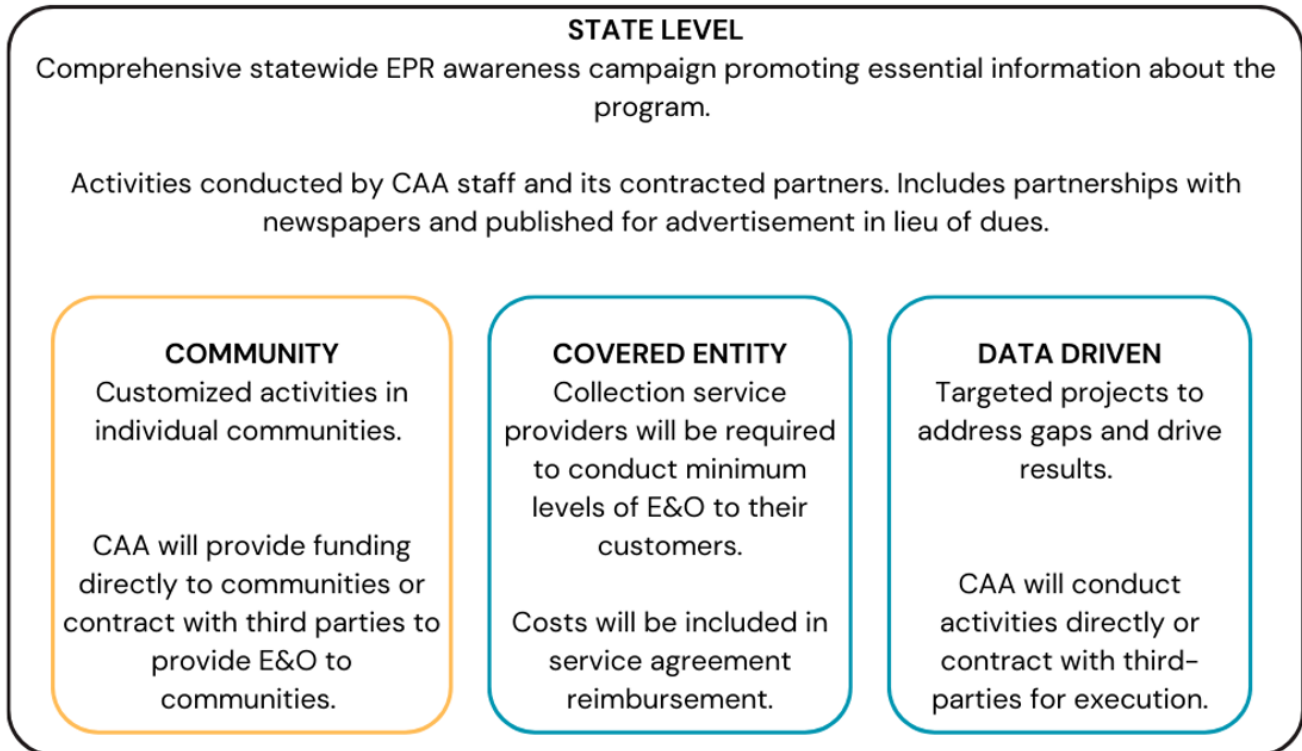 STATE LEVEL
Comprehensive statewide EPR awareness campaign promoting essential information about the
program.
Activities conducted by CAA staff and its contracted partners. Includes partnerships with
newspapers and published for advertisement in lieu of dues.
COMMUNITY
Customized activities in
individual communities.
CAA will provide funding
directly to communities or
contract with third parties to
provide E&O to
communities.
COVERED ENTITY
Collection service
providers will be required
to conduct minimum
levels of E&O to their
customers.
Costs will be included in
service agreement
reimbursement.
DATA DRIVEN
Targeted projects to
address gaps and drive
results.
CAA will conduct
activities directly or
contract with third-
parties for execution.